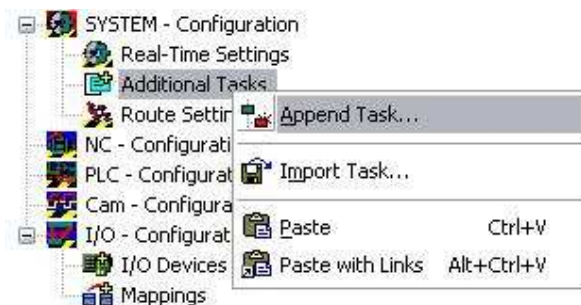 SYSTEM - Configuration
Real-Time Settings
Additional Tasks
Route Settin
Append Task...
NC - Configurati
PLC - Configurat
Import Task...
Cam - Configura
I/O - Configurat
Paste Ctrl+V
I/O Devices
Paste with Links Alt+Ctrl+V
Mappings